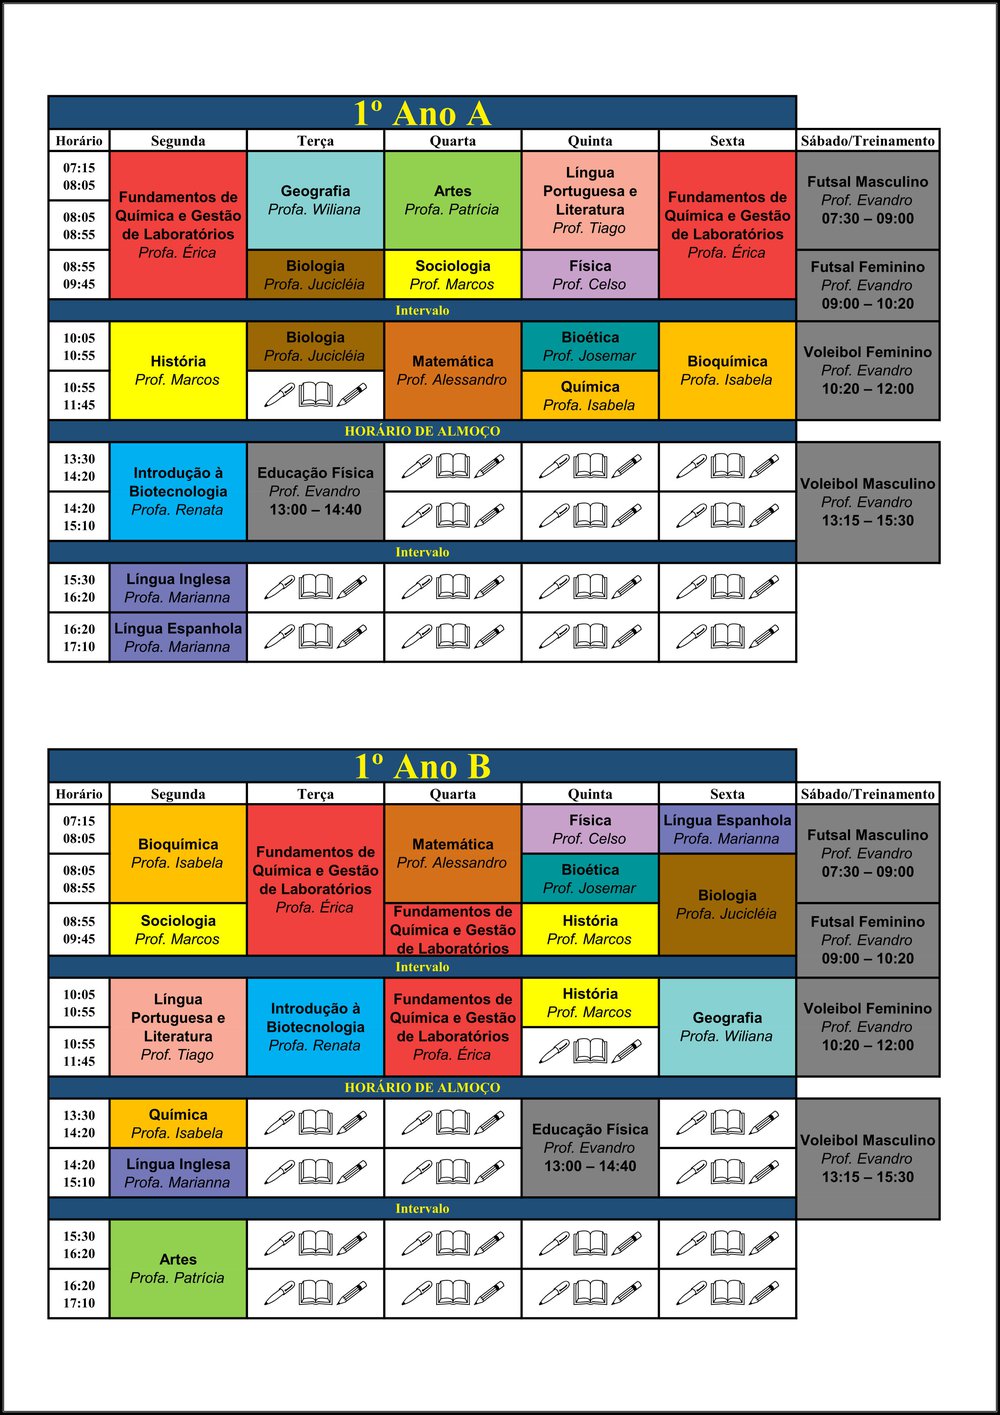 1º Ano A
Horário Segunda Terça Quarta Quinta Sexta Sábado/Treinamento
07:15
08:05
08:05
08:55
08:55
09:45
Fundamentos de
Química e Gestão
de Laboratórios
Profa. Érica
Geografia
Profa. Wiliana
Biologia
Profa. Jucicléia
Artes
Profa. Patrícia
Sociologia
Prof. Marcos
Língua
Portuguesa e
Literatura
Prof. Tiago
Física
Prof. Celso
Fundamentos de
Química e Gestão
de Laboratórios
Profa. Érica
Futsal Masculino
Prof. Evandro
07:30 – 09:00
Futsal Feminino
Prof. Evandro
09:00 – 10:20
Intervalo
10:05
10:55
10:55
11:45
História
Prof. Marcos
Biologia
Profa. Jucicléia
Matemática
Prof. Alessandro
Bioética
Prof. Josemar
Química
Profa. Isabela
Bioquímica
Profa. Isabela
Voleibol Feminino
Prof. Evandro
10:20 – 12:00
HORÁRIO DE ALMOÇO
13:30
14:20
14:20
15:10
Introdução à
Biotecnologia
Profa. Renata
Educação Física
Prof. Evandro
13:00 – 14:40
Voleibol Masculino
Prof. Evandro
13:15 – 15:30
Intervalo
15:30
16:20
Língua Inglesa
Profa. Marianna
16:20
17:10
Língua Espanhola
Profa. Marianna
1º Ano B
Horário Segunda Terça Quarta Quinta Sexta Sábado/Treinamento
07:15
08:05
08:05
08:55
08:55
09:45
Bioquímica
Profa. Isabela
Sociologia
Prof. Marcos
Fundamentos de
Química e Gestão
de Laboratórios
Profa. Érica
Matemática
Prof. Alessandro
Fundamentos de
Química e Gestão
de Laboratórios
Física
Prof. Celso
Bioética
Prof. Josemar
História
Prof. Marcos
Língua Espanhola
Profa. Marianna
Biologia
Profa. Jucicléia
Futsal Masculino
Prof. Evandro
07:30 – 09:00
Futsal Feminino
Prof. Evandro
09:00 – 10:20
Intervalo
10:05
10:55
10:55
11:45
Língua
Portuguesa e
Literatura
Prof. Tiago
Introdução à
Biotecnologia
Profa. Renata
Fundamentos de
Química e Gestão
de Laboratórios
Profa. Érica
História
Prof. Marcos
Geografia
Profa. Wiliana
Voleibol Feminino
Prof. Evandro
10:20 – 12:00
HORÁRIO DE ALMOÇO
13:30
14:20
14:20
15:10
Química
Profa. Isabela
Língua Inglesa
Profa. Marianna
Educação Física
Prof. Evandro
13:00 – 14:40
Voleibol Masculino
Prof. Evandro
13:15 – 15:30
Intervalo
15:30
16:20
16:20
17:10
Artes
Profa. Patrícia